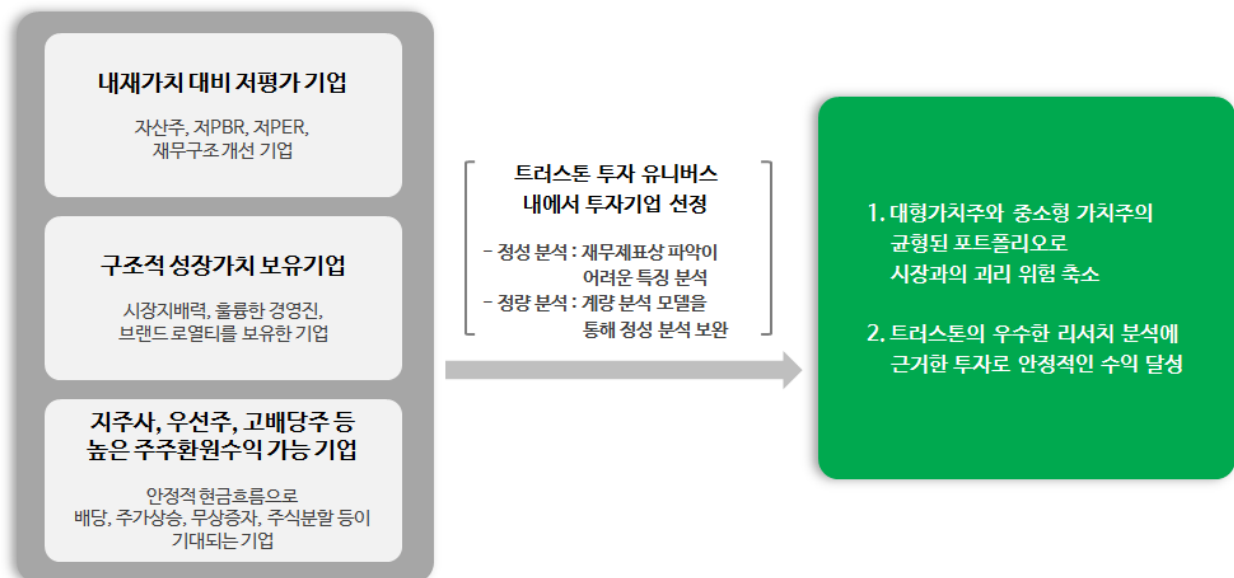 내재가치 대비 저평가 기업
자산주, 저PBR, 저PER,
재무구조 개선 기업
구조적 성장가치 보유기업
시장지배력, 훌륭한 경영진,
브랜드 로열티를 보유한 기업
지주사, 우선주, 고배당주 등
높은 주주환원수익 가능 기업
안정적 현금흐름으로
배당, 주가상승, 무상증자, 주식분할 등이
기대되는 기업
트러스톤 투자 유니버스
내에서 투자기업 선정
- 정성 분석 : 재무제표상 파악이
어려운 특징 분석
- 정량 분석 : 계량 분석 모델을
통해 정성 분석 보완
1. 대형가치주와 중소형 가치주의
균형된 포트폴리오로
시장과의 괴리 위험 축소
2. 트러스톤의 우수한 리서치 분석에
근거한 투자로 안정적인 수익 달성